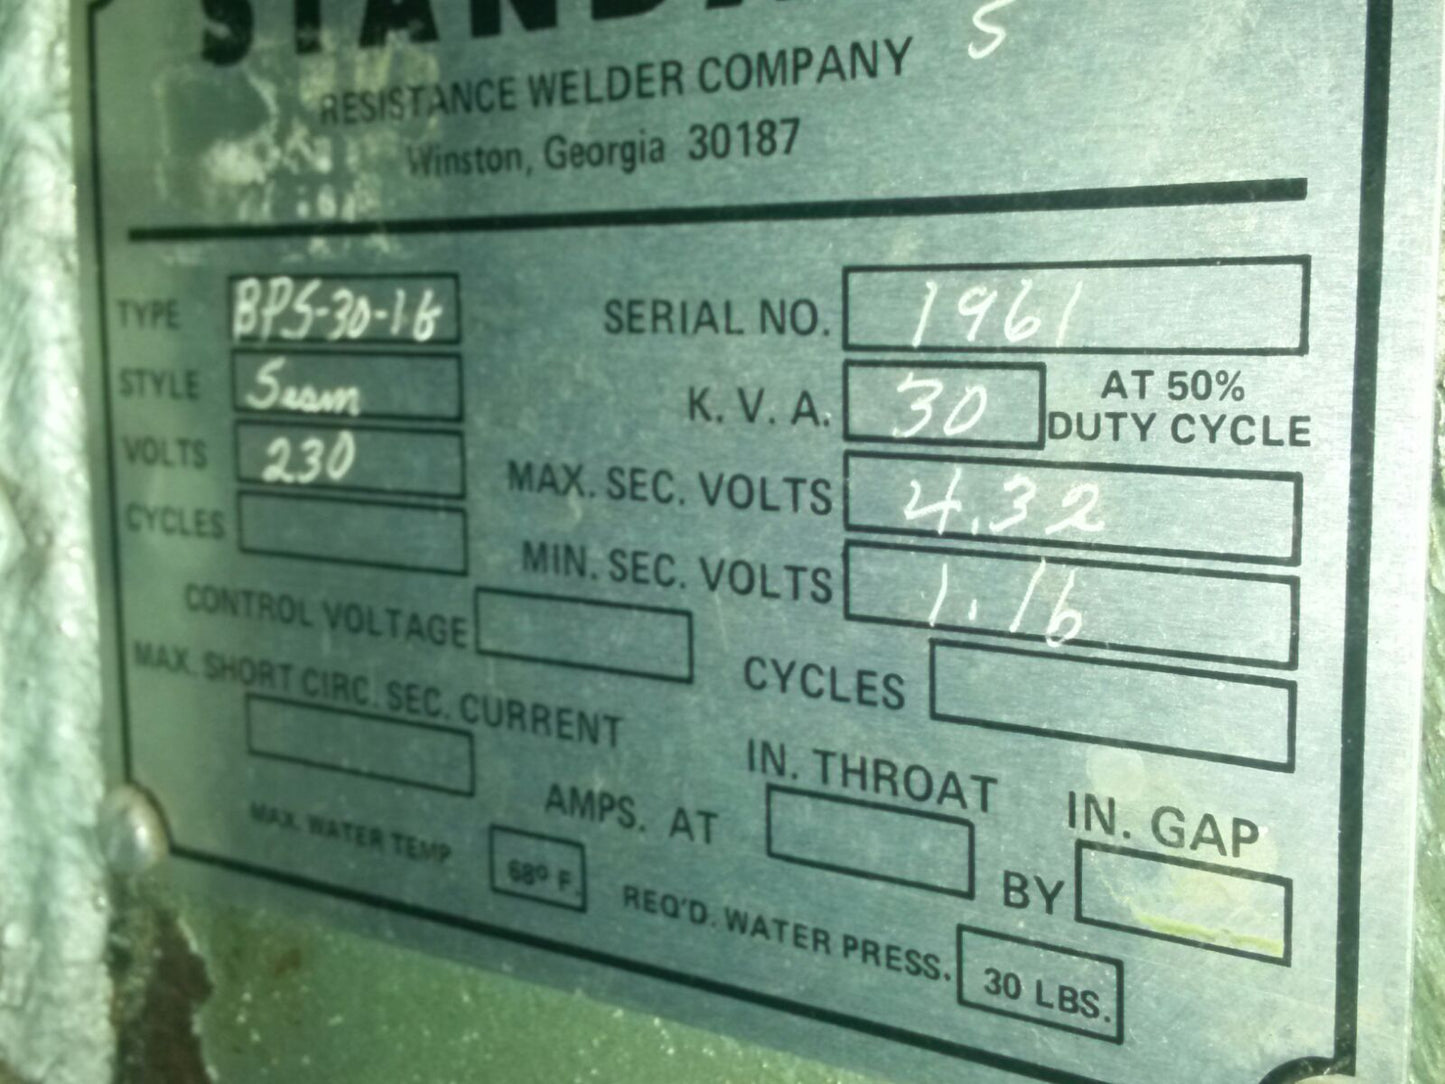 S
RESISTANCE WELDER COMPANY
Winston, Georgia 30187
TYPE BPS-30-16 SERIAL NO. 1961
STYLE Seam K. V. A. 30 AT 50% DUTY CYCLE
VOLTS 230 MAX. SEC. VOLTS 4.32
CYCLES MIN. SEC. VOLTS 1.16
CONTROL VOLTAGE CYCLES
MAX. SHORT CIRC. SEC. CURRENT
AMPS. AT IN. THROAT BY IN. GAP
MAX. WATER TEMP 68º F. REQ'D. WATER PRESS. 30 LBS.